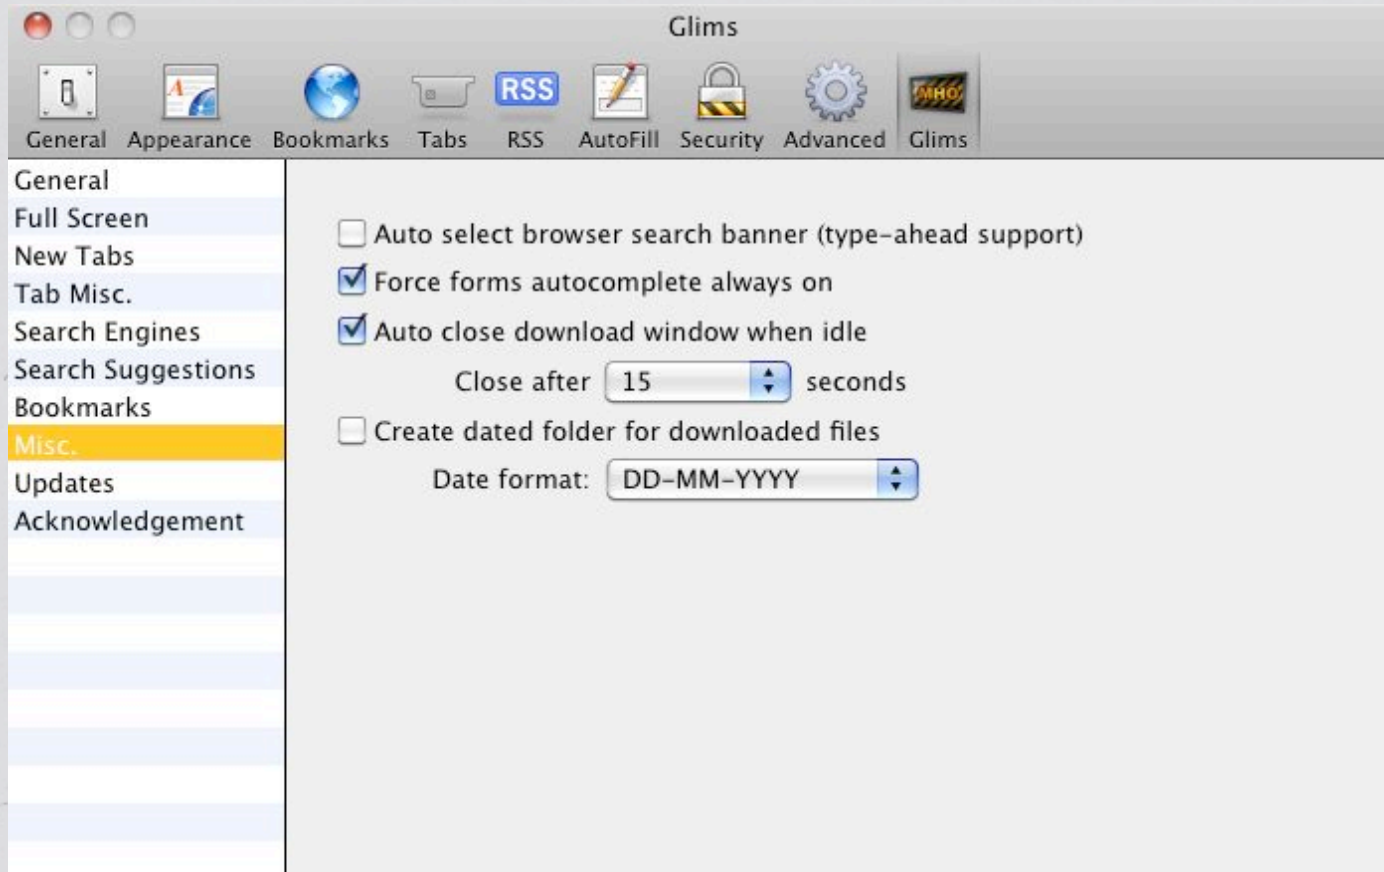 Glims
RSS
MHO
General Appearance Bookmarks Tabs RSS AutoFill Security Advanced Glims
General
Full Screen
New Tabs
Tab Misc.
Search Engines
Search Suggestions
Bookmarks
Misc.
Updates
Acknowledgement
Auto select browser search banner (type-ahead support)
Force forms autocomplete always on
Auto close download window when idle
Close after 15 seconds
Create dated folder for downloaded files
Date format: DD-MM-YYYY